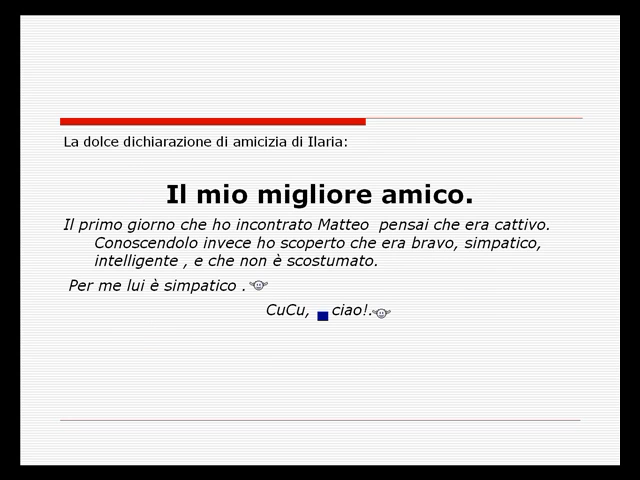 La dolce dichiarazione di amicizia di Ilaria:
Il mio migliore amico.
Il primo giorno che ho incontrato Matteo  pensai che era cattivo.
Conoscendolo invece ho scoperto che era bravo, simpatico,
intelligente , e che non è scostumato.
Per me lui è simpatico .
CuCu, ciao!.